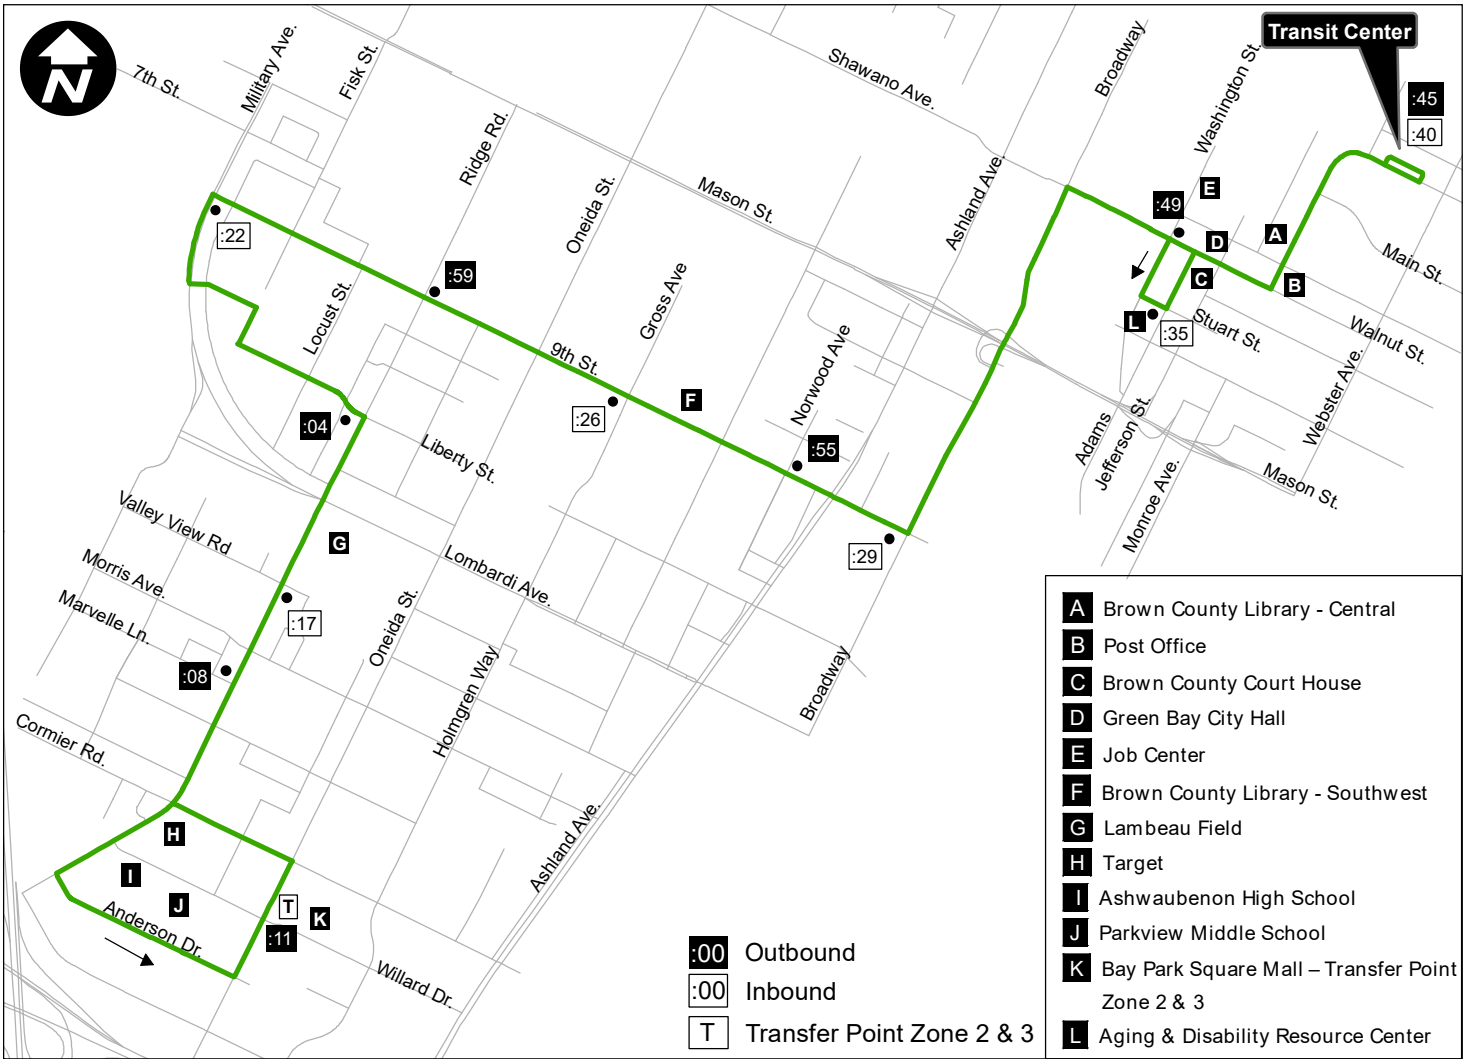 Transit Center
N
7th St.
Military Ave.
Fisk St.
Ridge Rd.
Oneida St.
Shawano Ave.
Mason St.
Ashland Ave.
Broadway
Washington St.
:45
:40
:49
E
D
A
C
B
L
:35
Stuart St.
Walnut St.
Main St.
Webster Ave.
Mason St.
Adams
Jefferson St.
Monroe Ave.
:22
:59
Locust St.
Gross Ave
9th St.
:26
F
Norwood Ave
:55
:29
:04
Liberty St.
G
Valley View Rd
Morris Ave.
Marvelle Ln.
:17
:08
Lombardi Ave.
Oneida St.
Holmgren Way
Broadway
Cormier Rd.
Ashland Ave.
H
I
J
T
K
:11
Anderson Dr.
Willard Dr.
:00 Outbound
:00 Inbound
T Transfer Point Zone 2 & 3
A Brown County Library - Central
B Post Office
C Brown County Court House
D Green Bay City Hall
E Job Center
F Brown County Library - Southwest
G Lambeau Field
H Target
I Ashwaubenon High School
J Parkview Middle School
K Bay Park Square Mall – Transfer Point
Zone 2 & 3
L Aging & Disability Resource Center